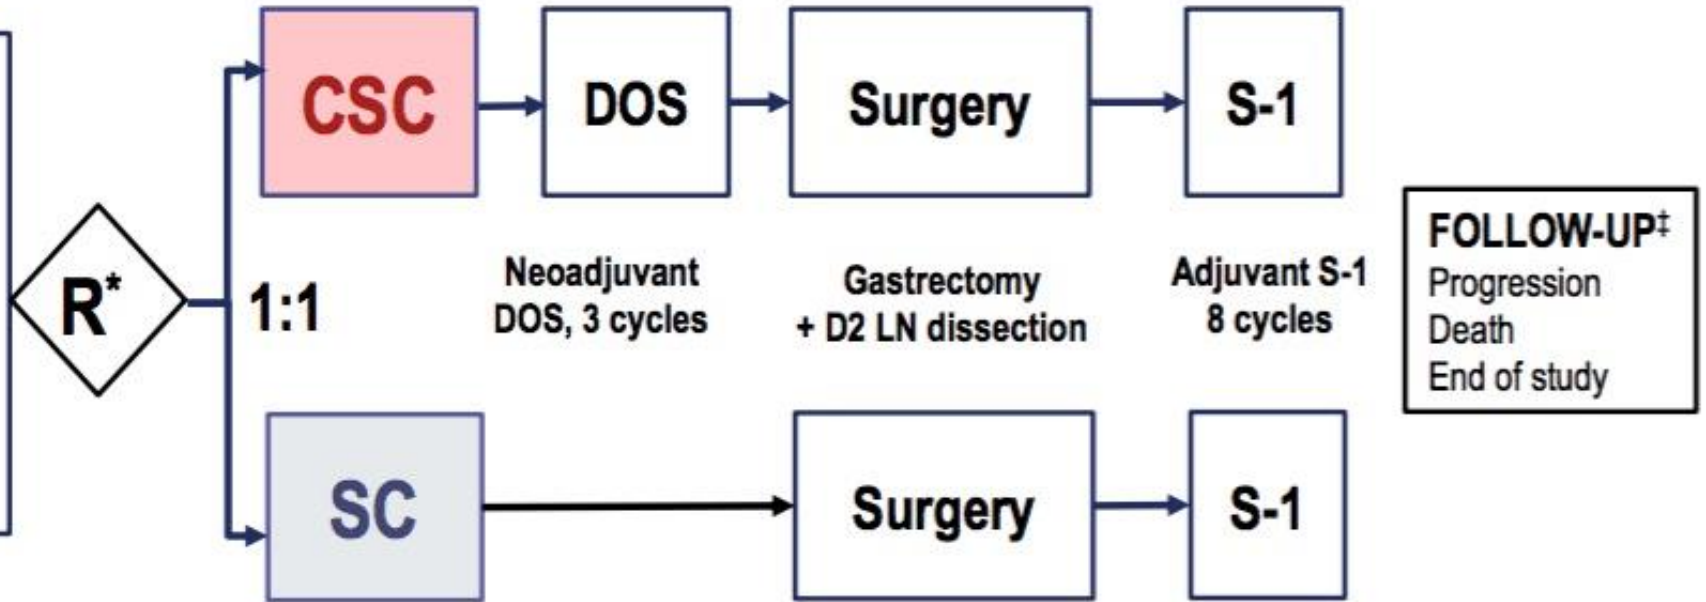 CSC
DOS
Surgery
S-1
R*
1:1
Neoadjuvant
DOS, 3 cycles
Gastrectomy
+ D2 LN dissection
Adjuvant S-1
8 cycles
FOLLOW-UP‡
Progression
Death
End of study
SC
Surgery
S-1